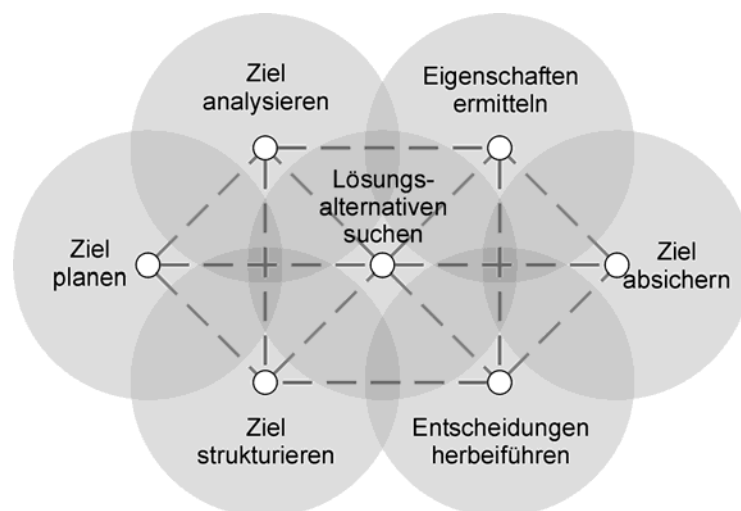 Ziel
analysieren
Eigenschaften
ermitteln
Lösungs-
alternativen
suchen
Ziel
planen
Ziel
absichern
Ziel
strukturieren
Entscheidungen
herbeiführen